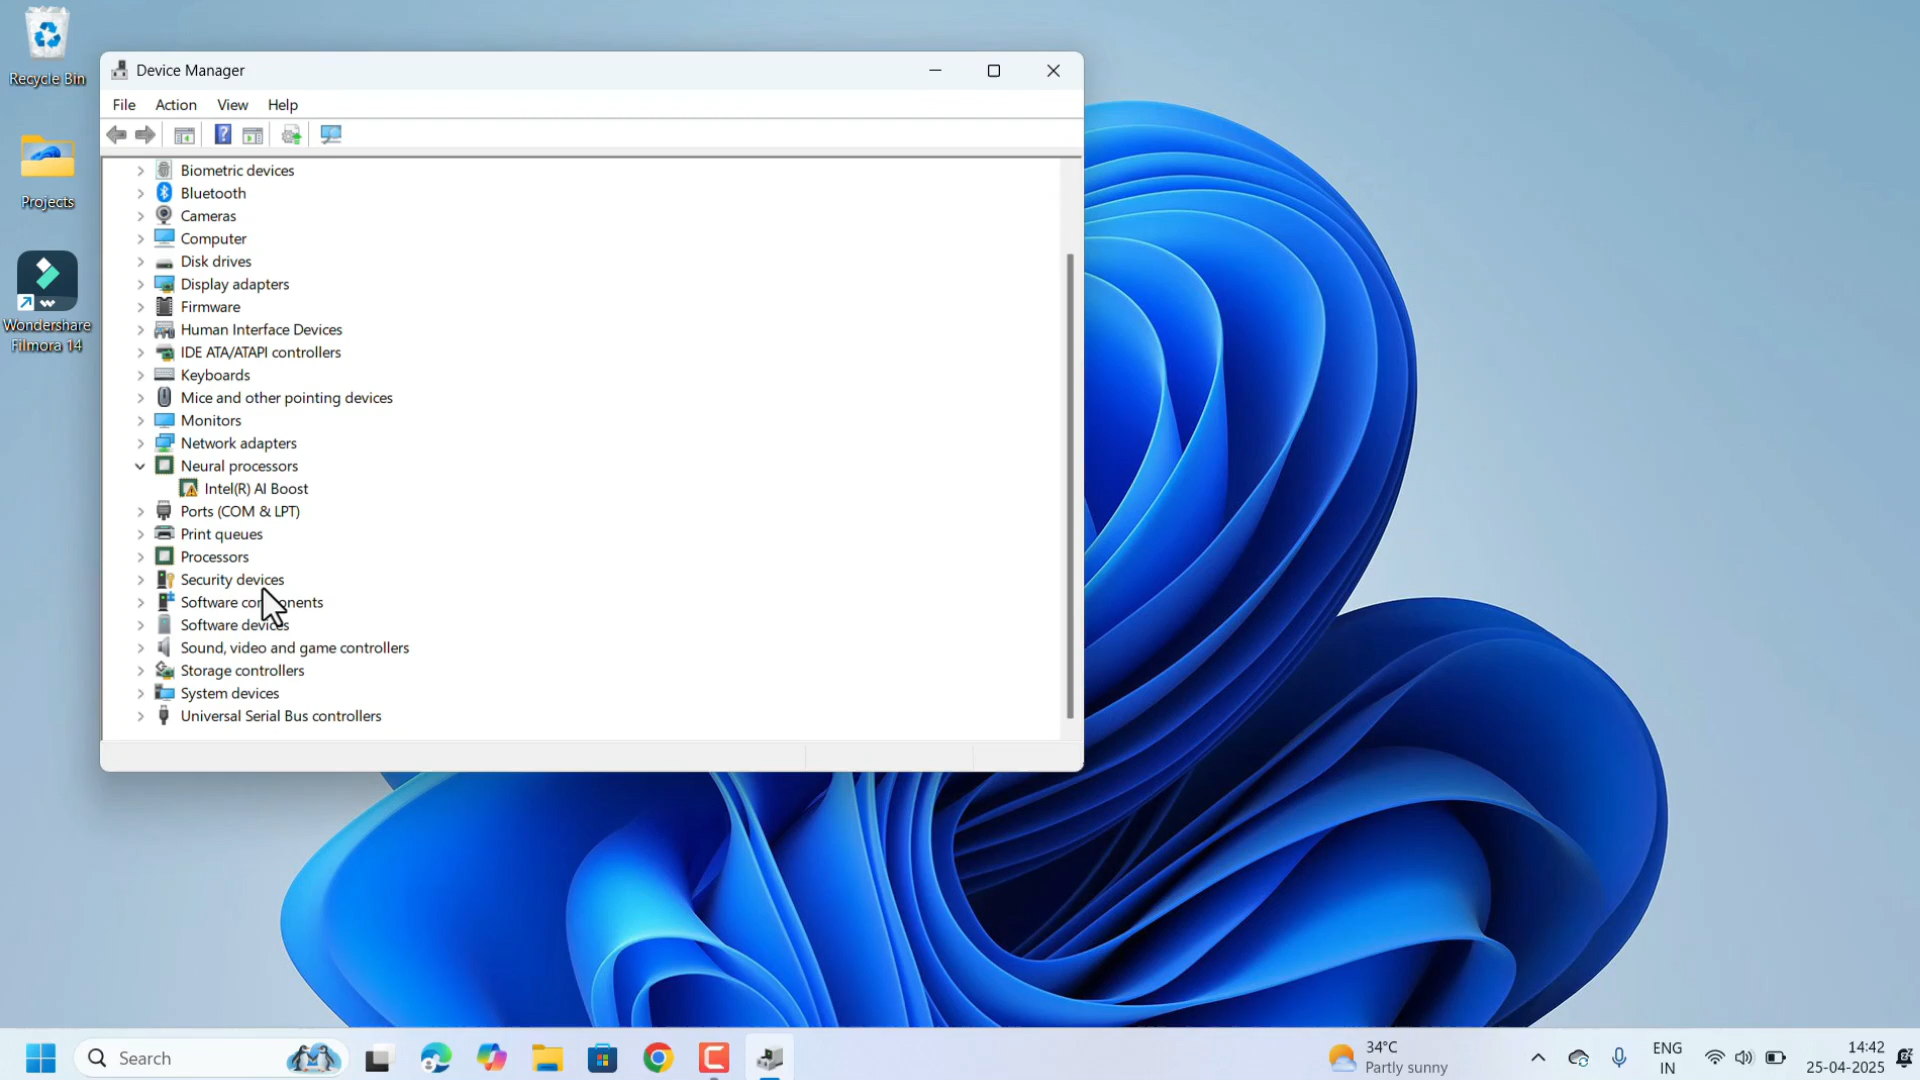 Recycle Bin
Projects
Wondershare
Filmora 14
Device Manager
File Action View Help
Biometric devices
Bluetooth
Cameras
Computer
Disk drives
Display adapters
Firmware
Human Interface Devices
IDE ATA/ATAPI controllers
Keyboards
Mice and other pointing devices
Monitors
Network adapters
Neural processors
Intel(R) AI Boost
Ports (COM & LPT)
Print queues
Processors
Security devices
Software components
Software devices
Sound, video and game controllers
Storage controllers
System devices
Universal Serial Bus controllers
Search
34°C
Partly sunny
ENG
IN
14:42
25-04-2025